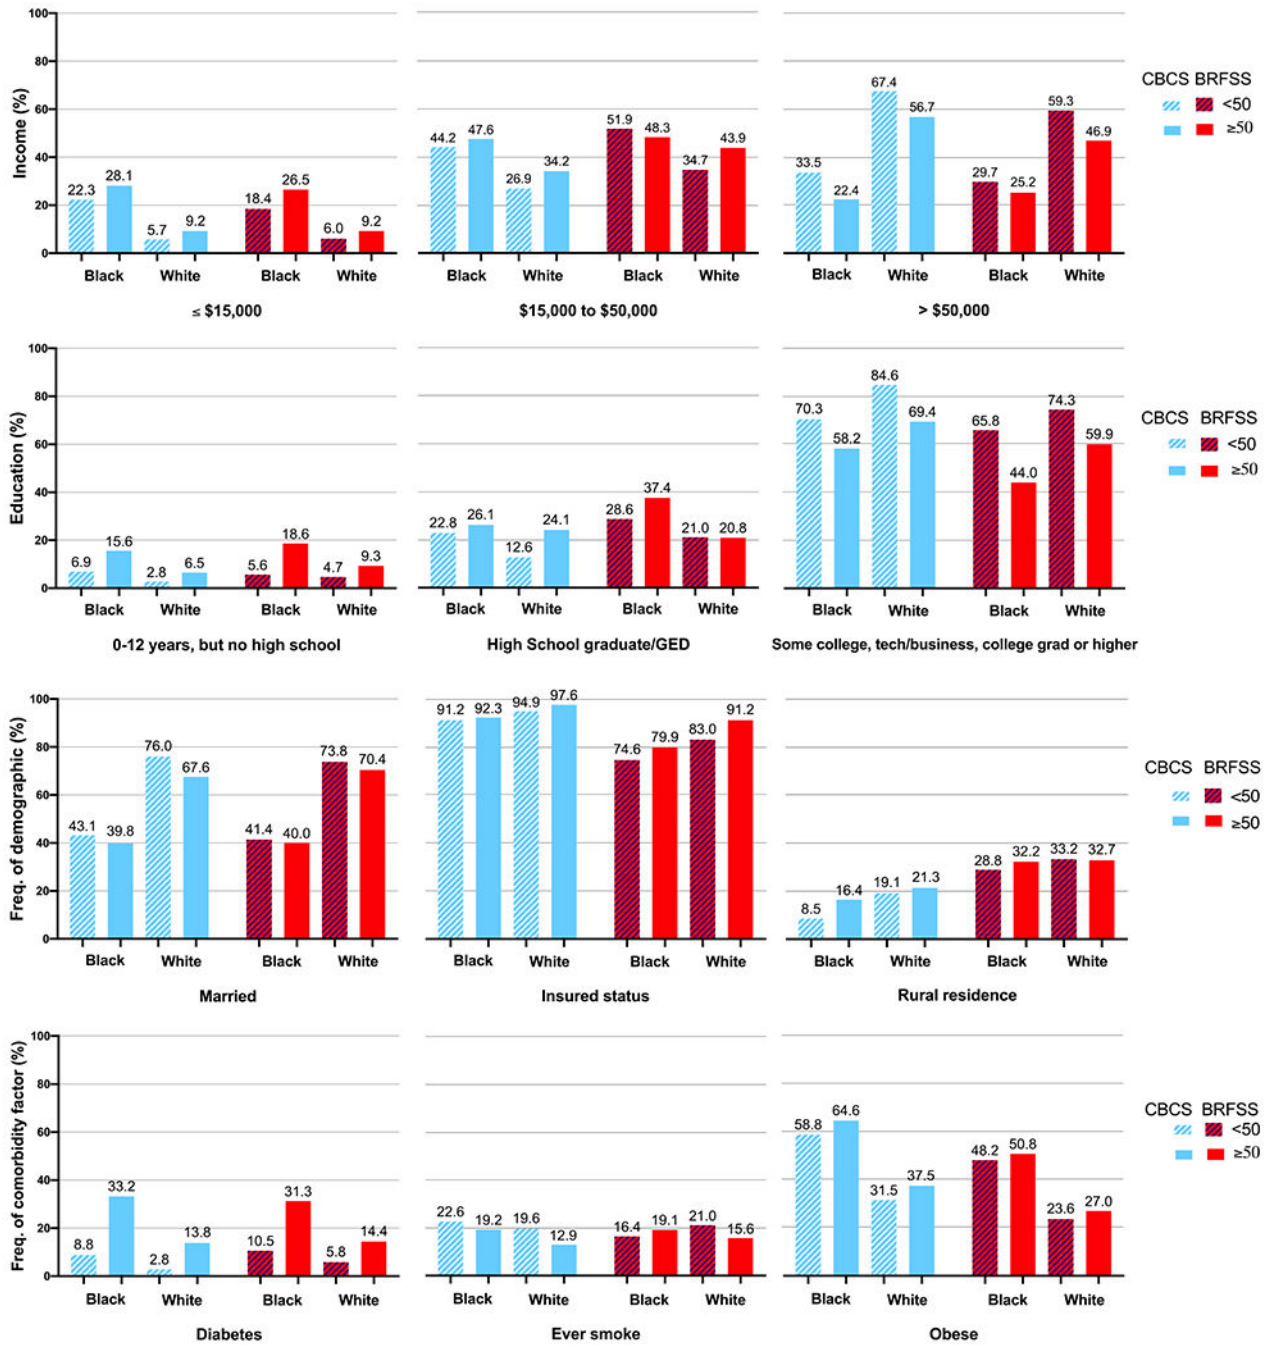 Income (%)
100
80
60
40
20
0
22.3 28.1 5.7 9.2 18.4 26.5 6.0 9.2
Black White Black White
≤ $15,000
44.2 47.6 26.9 34.2 51.9 48.3 34.7 43.9
Black White Black White
$15,000 to $50,000
33.5 22.4 67.4 56.7 29.7 25.2 59.3 46.9
Black White Black White
> $50,000
CBCS BRFSS
<50
≥50
Education (%)
100
80
60
40
20
0
6.9 15.6 2.8 6.5 5.6 18.6 4.7 9.3
Black White Black White
0-12 years, but no high school
22.8 26.1 12.6 24.1 28.6 37.4 21.0 20.8
Black White Black White
High School graduate/GED
70.3 58.2 84.6 69.4 65.8 44.0 74.3 59.9
Black White Black White
Some college, tech/business, college grad or higher
CBCS BRFSS
<50
≥50
Freq. of demographic (%)
100
80
60
40
20
0
43.1 39.8 76.0 67.6 41.4 40.0 73.8 70.4
Black White Black White
Married
91.2 92.3 94.9 97.6 74.6 79.9 83.0 91.2
Black White Black White
Insured status
8.5 16.4 19.1 21.3 28.8 32.2 33.2 32.7
Black White Black White
Rural residence
CBCS BRFSS
<50
≥50
Freq. of comorbidity factor (%)
100
80
60
40
20
0
8.8 33.2 2.8 13.8 10.5 31.3 5.8 14.4
Black White Black White
Diabetes
22.6 19.2 19.6 12.9 16.4 19.1 21.0 15.6
Black White Black White
Ever smoke
58.8 64.6 31.5 37.5 48.2 50.8 23.6 27.0
Black White Black White
Obese
CBCS BRFSS
<50
≥50